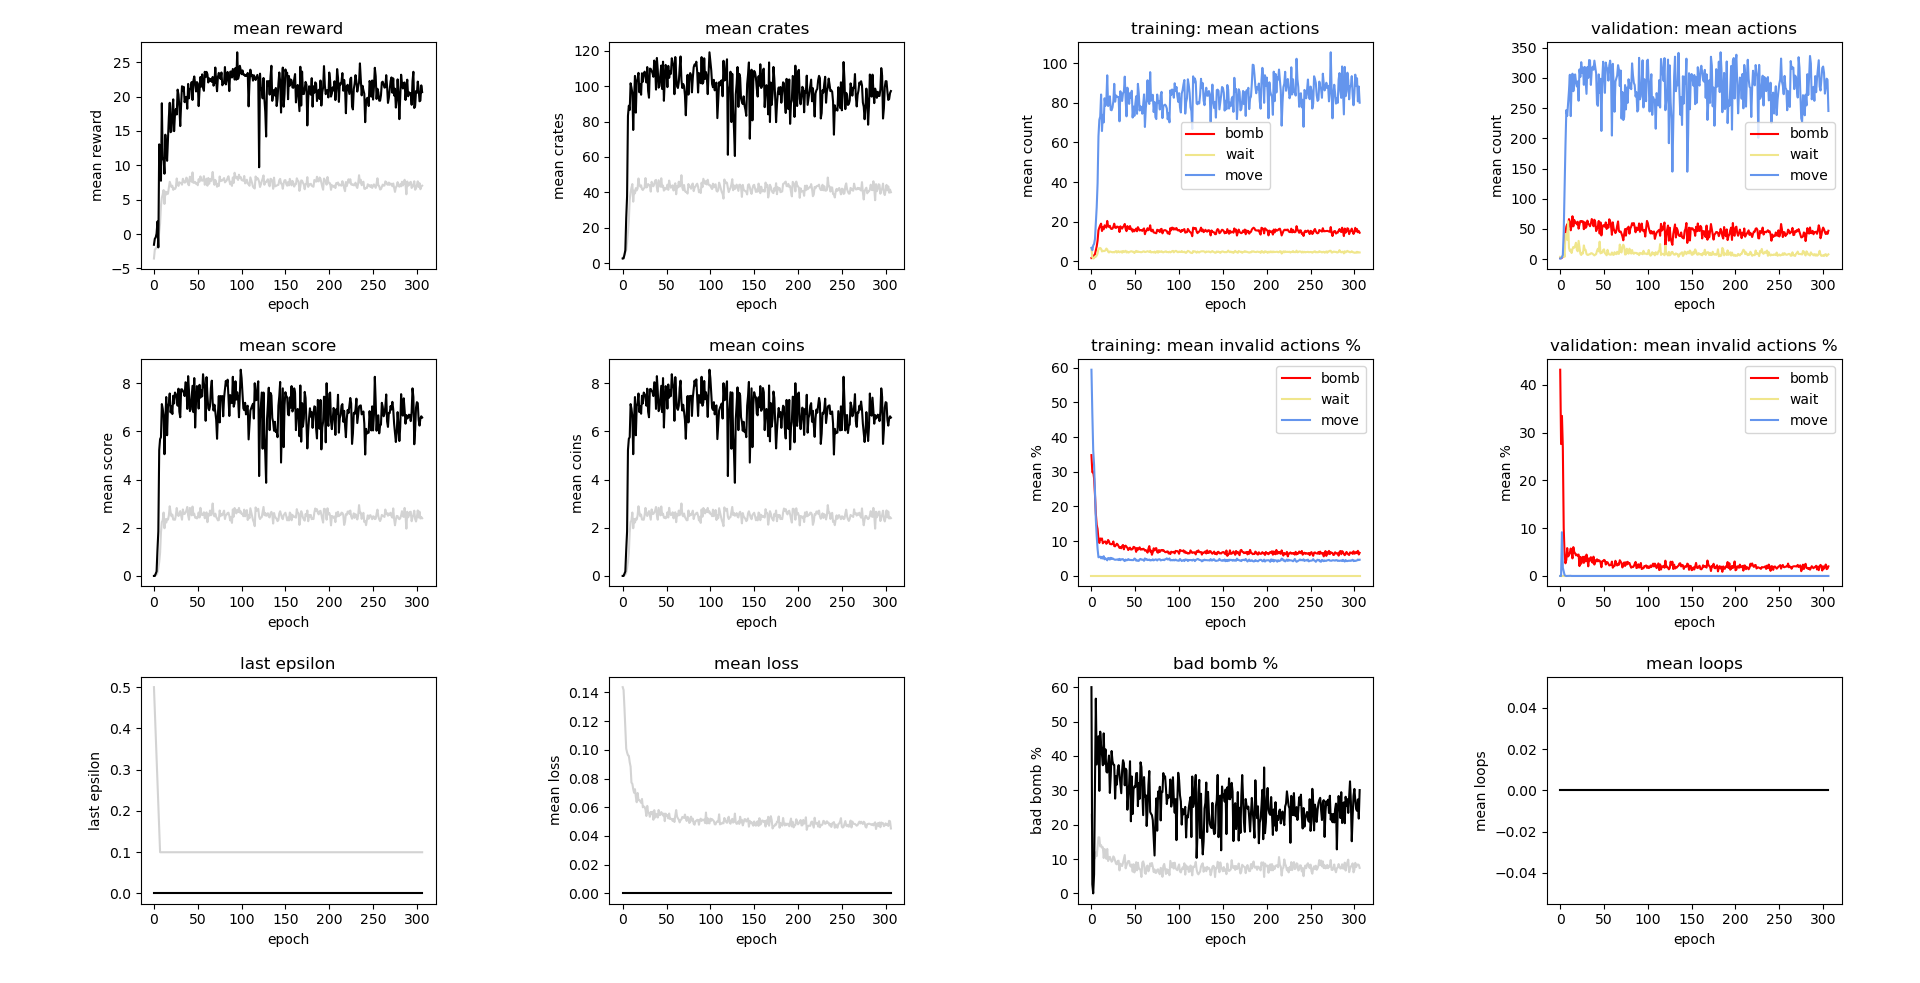 mean reward
mean reward
25
20
15
10
5
0
−5
0 50 100 150 200 250 300
epoch
mean crates
mean crates
120
100
80
60
40
20
0
0 50 100 150 200 250 300
epoch
training: mean actions
mean count
100
80
60
40
20
0
bomb
wait
move
0 50 100 150 200 250 300
epoch
validation: mean actions
mean count
350
300
250
200
150
100
50
0
bomb
wait
move
0 50 100 150 200 250 300
epoch
mean score
mean score
8
6
4
2
0
0 50 100 150 200 250 300
epoch
mean coins
mean coins
8
6
4
2
0
0 50 100 150 200 250 300
epoch
training: mean invalid actions %
mean %
60
50
40
30
20
10
0
bomb
wait
move
0 50 100 150 200 250 300
epoch
validation: mean invalid actions %
mean %
40
30
20
10
0
bomb
wait
move
0 50 100 150 200 250 300
epoch
last epsilon
last epsilon
0.5
0.4
0.3
0.2
0.1
0.0
0 50 100 150 200 250 300
epoch
mean loss
mean loss
0.14
0.12
0.10
0.08
0.06
0.04
0.02
0.00
0 50 100 150 200 250 300
epoch
bad bomb %
bad bomb %
60
50
40
30
20
10
0
0 50 100 150 200 250 300
epoch
mean loops
mean loops
0.04
0.02
0.00
−0.02
−0.04
0 50 100 150 200 250 300
epoch